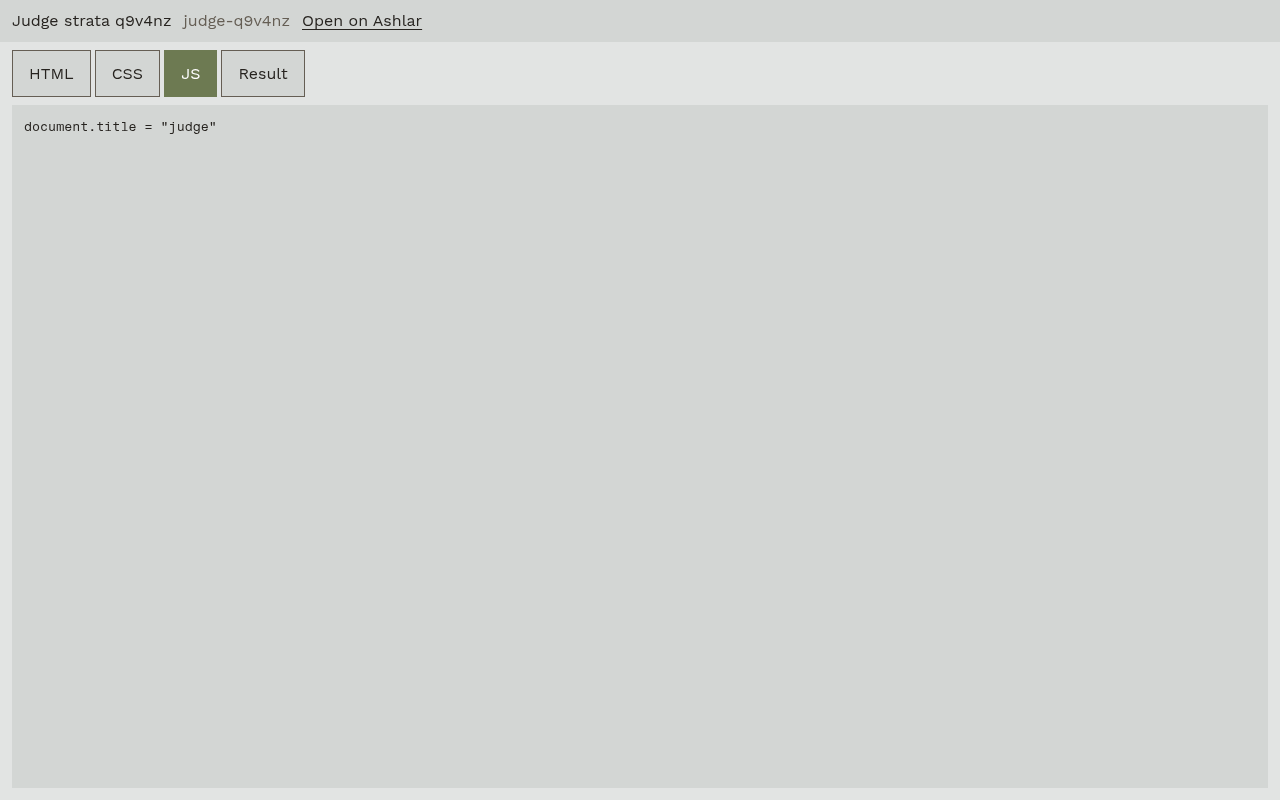 Judge strata q9v4nz judge-q9v4nz Open on Ashlar
HTML CSS JS Result
document.title = "judge"